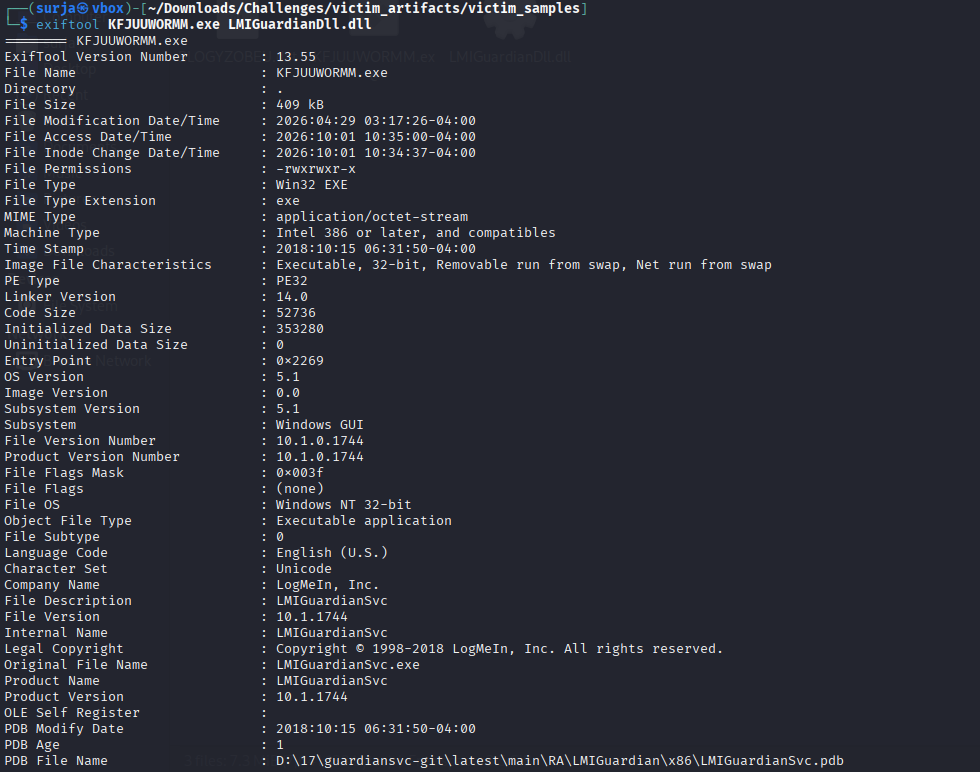 ┌──(surja㉿vbox)-[~/Downloads/Challenges/victim_artifacts/victim_samples]
└─$ exiftool KFJUUWORMM.exe LMIGuardianDll.dll
======== KFJUUWORMM.exe
ExifTool Version Number         : 13.55
File Name                       : KFJUUWORMM.exe
Directory                       : .
File Size                       : 409 kB
File Modification Date/Time     : 2026:04:29 03:17:26-04:00
File Access Date/Time           : 2026:10:01 10:35:00-04:00
File Inode Change Date/Time     : 2026:10:01 10:34:37-04:00
File Permissions                : -rwxrwxr-x
File Type                       : Win32 EXE
File Type Extension             : exe
MIME Type                       : application/octet-stream
Machine Type                    : Intel 386 or later, and compatibles
Time Stamp                      : 2018:10:15 06:31:50-04:00
Image File Characteristics      : Executable, 32-bit, Removable run from swap, Net run from swap
PE Type                         : PE32
Linker Version                  : 14.0
Code Size                       : 52736
Initialized Data Size           : 353280
Uninitialized Data Size         : 0
Entry Point                     : 0×2269
OS Version                      : 5.1
Image Version                   : 0.0
Subsystem Version               : 5.1
Subsystem                       : Windows GUI
File Version Number             : 10.1.0.1744
Product Version Number          : 10.1.0.1744
File Flags Mask                 : 0×003f
File Flags                      : (none)
File OS                         : Windows NT 32-bit
Object File Type                : Executable application
File Subtype                    : 0
Language Code                   : English (U.S.)
Character Set                   : Unicode
Company Name                    : LogMeIn, Inc.
File Description                : LMIGuardianSvc
File Version                    : 10.1.1744
Internal Name                   : LMIGuardianSvc
Legal Copyright                 : Copyright © 1998-2018 LogMeIn, Inc. All rights reserved.
Original File Name              : LMIGuardianSvc.exe
Product Name                    : LMIGuardianSvc
Product Version                 : 10.1.1744
OLE Self Register               :
PDB Modify Date                 : 2018:10:15 06:31:50-04:00
PDB Age                         : 1
PDB File Name                   : D:\17\guardiansvc-git\latest\main\RA\LMIGuardian\x86\LMIGuardianSvc.pdb